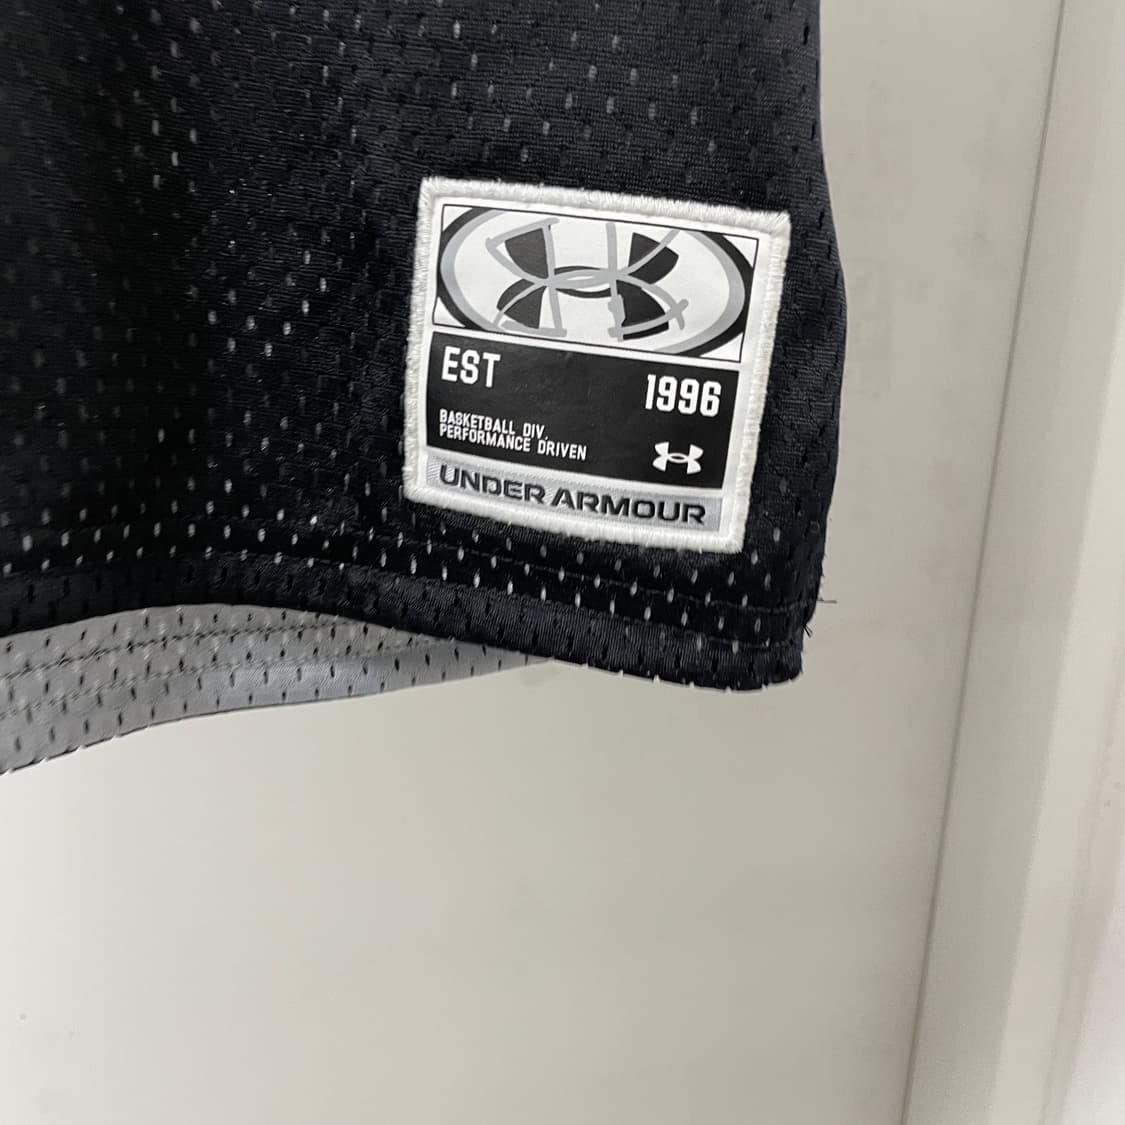 EST
1996
BASKETBALL DIV.
PERFORMANCE DRIVEN
UNDER ARMOUR